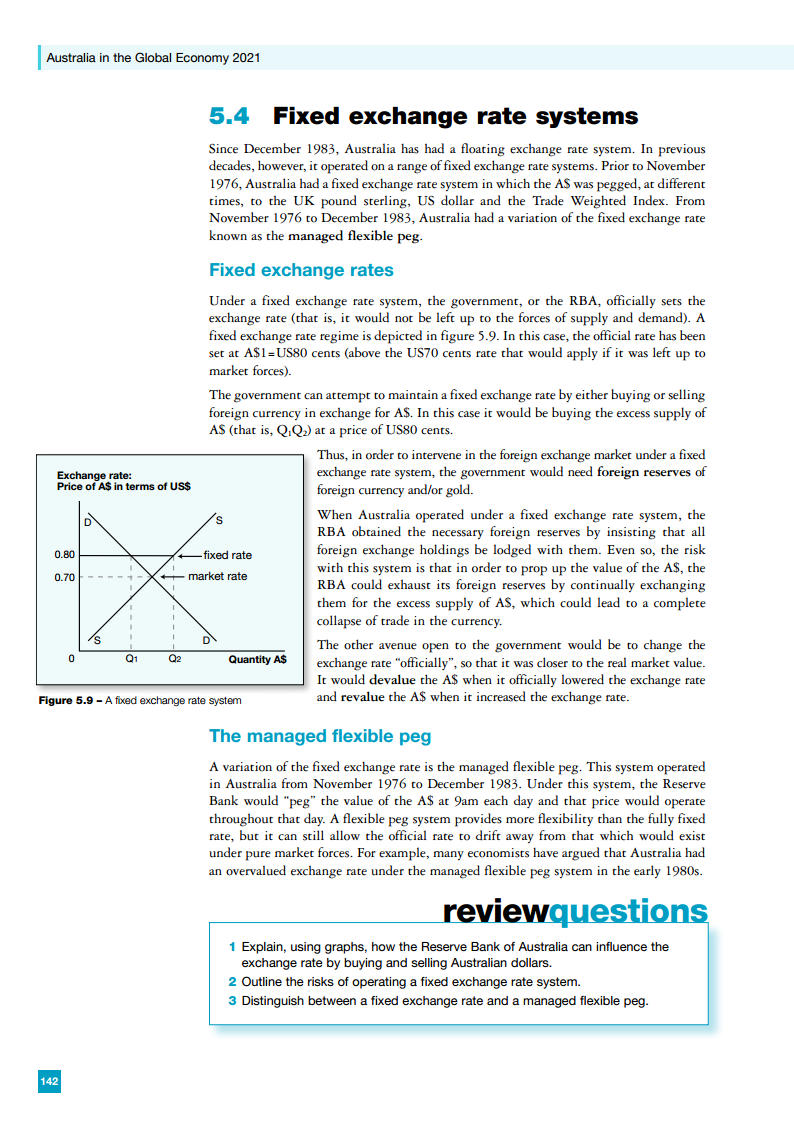 Australia in the Global Economy 2021
5.4 Fixed exchange rate systems
Since December 1983, Australia has had a floating exchange rate system. In previous
decades, however, it operated on a range of fixed exchange rate systems. Prior to November
1976, Australia had a fixed exchange rate system in which the A$ was pegged, at different
times, to the UK pound sterling, US dollar and the Trade Weighted Index. From
November 1976 to December 1983, Australia had a variation of the fixed exchange rate
known as the managed flexible peg.
Fixed exchange rates
Under a fixed exchange rate system, the government, or the RBA, officially sets the
exchange rate (that is, it would not be left up to the forces of supply and demand). A
fixed exchange rate regime is depicted in figure 5.9. In this case, the official rate has been
set at A$1=US80 cents (above the US70 cents rate that would apply if it was left up to
market forces).
The government can attempt to maintain a fixed exchange rate by either buying or selling
foreign currency in exchange for A$. In this case it would be buying the excess supply of
A$ (that is, Q₁Q₂) at a price of US80 cents.
Thus, in order to intervene in the foreign exchange market under a fixed
exchange rate system, the government would need foreign reserves of
foreign currency and/or gold.
When Australia operated under a fixed exchange rate system, the
RBA obtained the necessary foreign reserves by insisting that all
foreign exchange holdings be lodged with them. Even so, the risk
with this system is that in order to prop up the value of the A$, the
RBA could exhaust its foreign reserves by continually exchanging
them for the excess supply of A$, which could lead to a complete
collapse of trade in the currency.
The other avenue open to the government would be to change the
exchange rate “officially”, so that it was closer to the real market value.
It would devalue the A$ when it officially lowered the exchange rate
and revalue the A$ when it increased the exchange rate.
Exchange rate:
Price of A$ in terms of US$
D
S
0.80
fixed rate
0.70
market rate
S
D
0
Q1
Q2
Quantity A$
Figure 5.9 – A fixed exchange rate system
The managed flexible peg
A variation of the fixed exchange rate is the managed flexible peg. This system operated
in Australia from November 1976 to December 1983. Under this system, the Reserve
Bank would “peg” the value of the A$ at 9am each day and that price would operate
throughout that day. A flexible peg system provides more flexibility than the fully fixed
rate, but it can still allow the official rate to drift away from that which would exist
under pure market forces. For example, many economists have argued that Australia had
an overvalued exchange rate under the managed flexible peg system in the early 1980s.
reviewquestions
1 Explain, using graphs, how the Reserve Bank of Australia can influence the
exchange rate by buying and selling Australian dollars.
2 Outline the risks of operating a fixed exchange rate system.
3 Distinguish between a fixed exchange rate and a managed flexible peg.
142